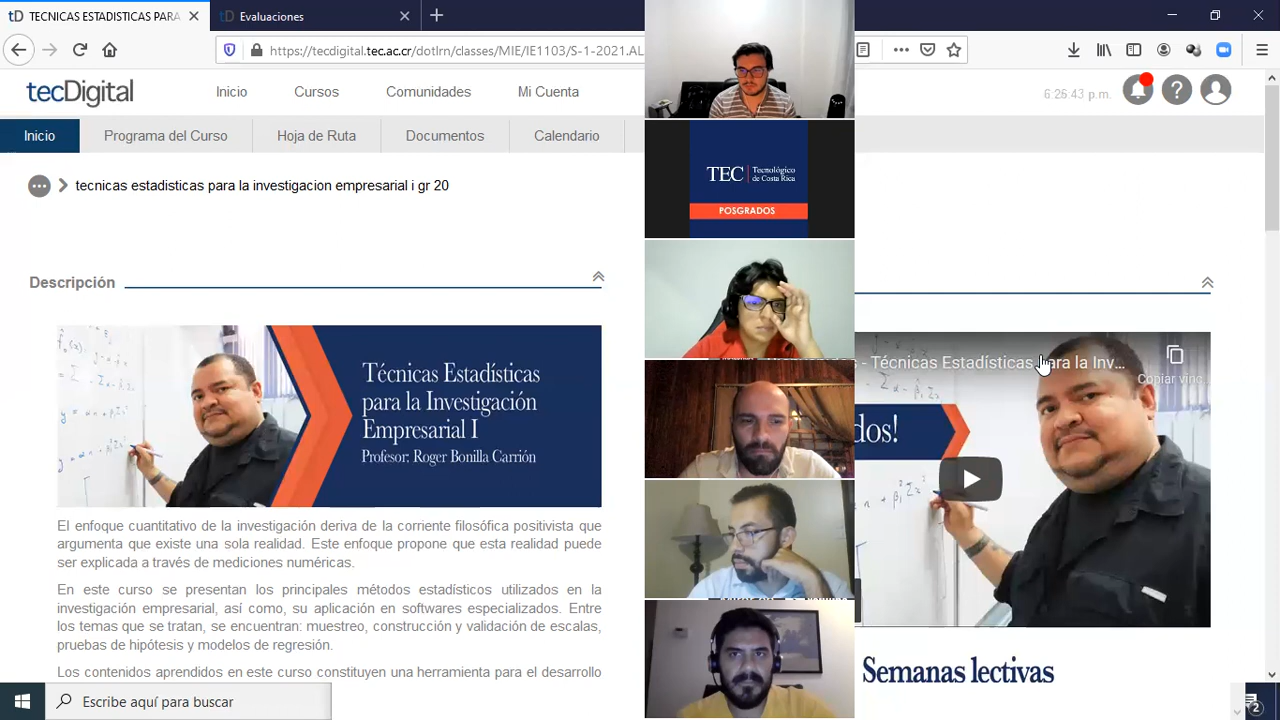 TECNICAS ESTADISTICAS PARA
Evaluaciones
https://tecdigital.tec.ac.cr/dotlrn/classes/MIE/IE1103/S-1-2021.AL
tecDigital
Inicio
Cursos
Comunidades
Mi Cuenta
6:25:43 p.m.
Inicio
Programa del Curso
Hoja de Ruta
Documentos
Calendario
ecnicas estadisticas para la investigacion empresarial i gr 20
Descripción
Técnicas Estadísticas
para la Investigación
Empresarial I
Profesor: Roger Bonilla Carrión
El enfoque cuantitativo de la investigación deriva de la corriente filosófica positivista que
argumenta que existe una sola realidad. Este enfoque propone que esta realidad puede
ser explicada a través de mediciones numéricas.
En este curso se presentan los principales métodos estadísticos utilizados en la
investigación empresarial, así como, su aplicación en softwares especializados. Entre
los temas que se tratan, se encuentran: muestreo, construcción y validación de escalas,
pruebas de hipótesis y modelos de regresión.
Los contenidos aprendidos en este curso constituyen una herramienta para el desarrollo
TEC | Tecnológico
de Costa Rica
POSGRADOS
s - Técnicas Estadísticas para la Inv...
Copiar vinc...
dos!
Semanas lectivas
Escribe aquí para buscar
2